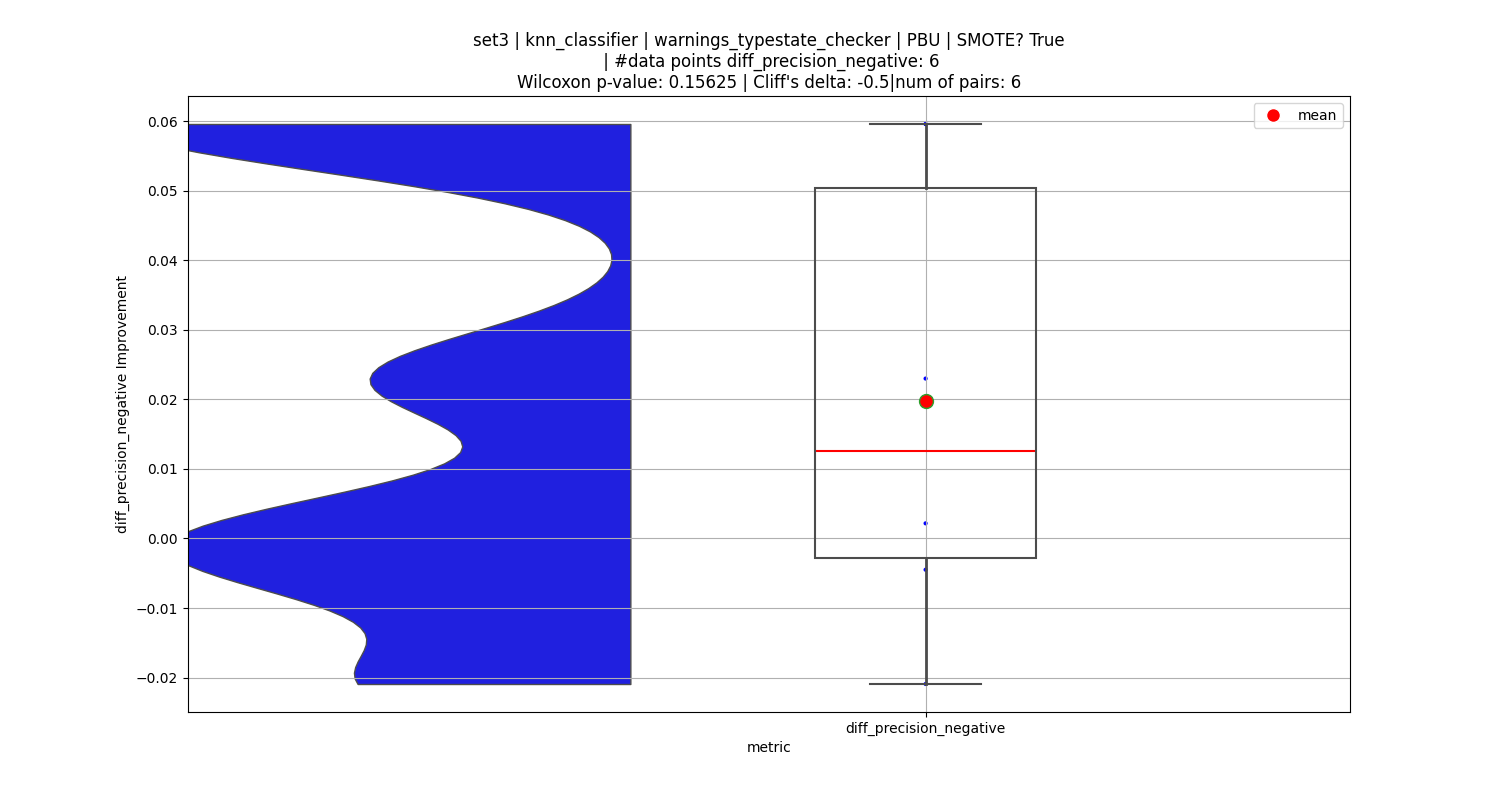 set3 | knn_classifier | warnings_typestate_checker | PBU | SMOTE? True
| #data points diff_precision_negative: 6
Wilcoxon p-value: 0.15625 | Cliff's delta: -0.5|num of pairs: 6
mean
0.06
0.05
0.04
0.03
0.02
0.01
0.00
−0.01
−0.02
diff_precision_negative Improvement
diff_precision_negative
metric